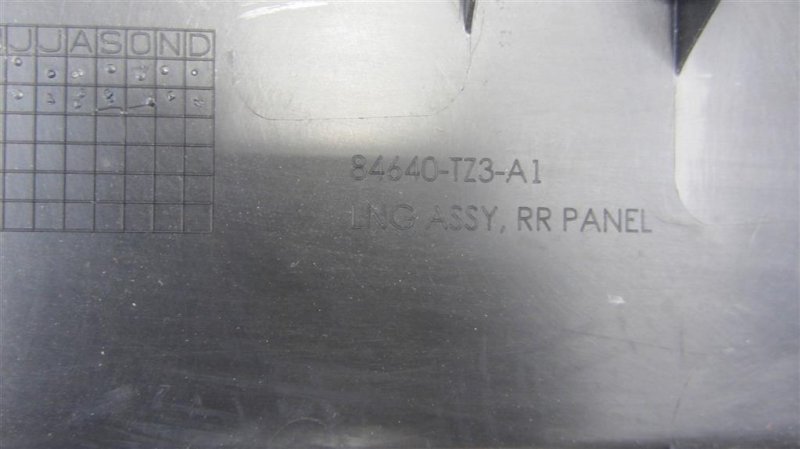 JJASOND
84640-TZ3-A1
LNG ASSY, RR PANEL